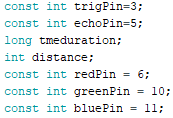 const int trigPin=3;
const int echoPin=5;
long tmeduration;
int distance;
const int redPin = 6;
const int greenPin = 10;
const int bluePin = 11;